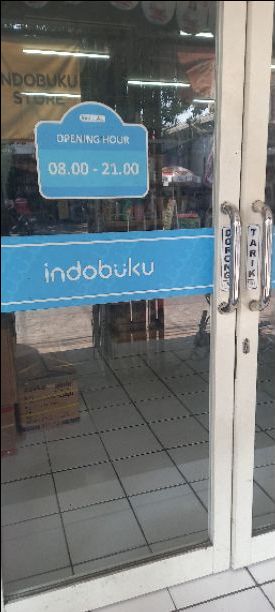 INDOBUKU
STORE
OPENING HOUR
08.00 - 21.00
indobuku
DORONG
TARIK